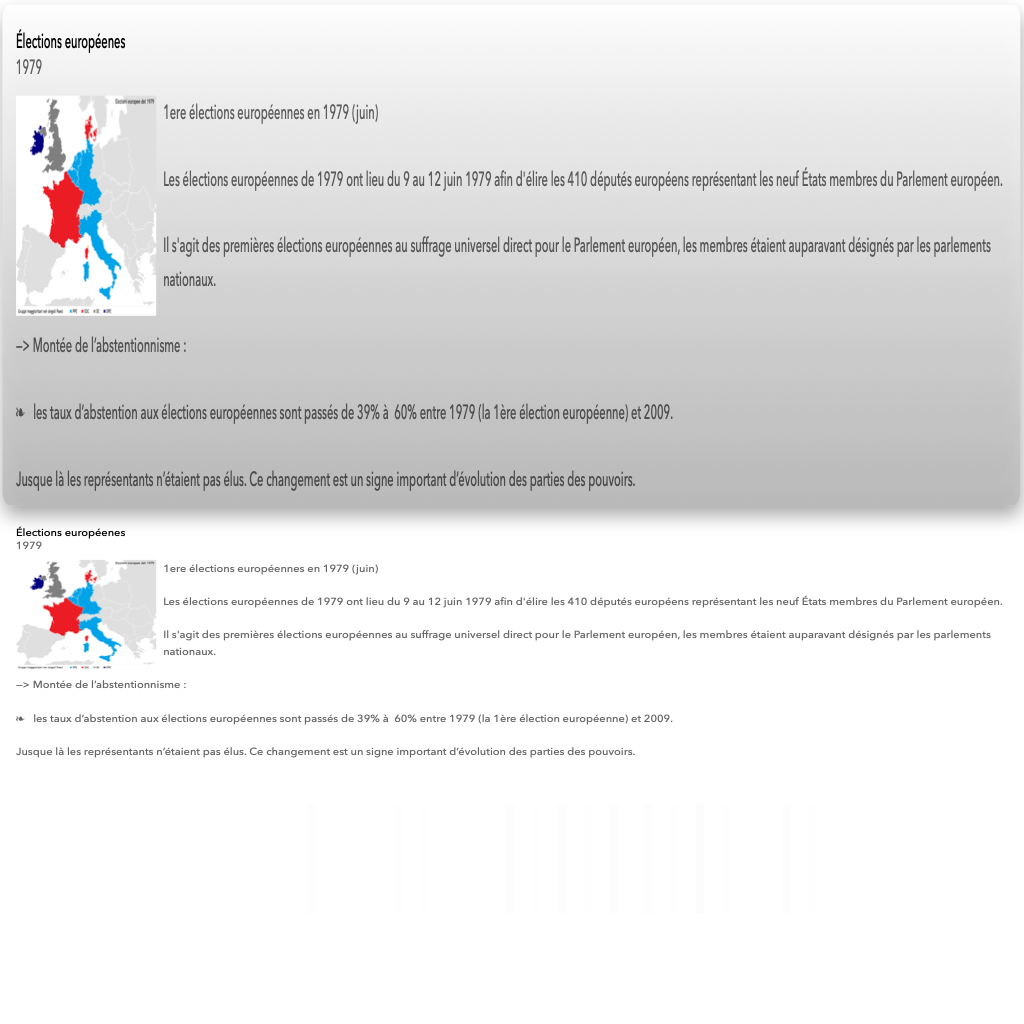 Élections européenes
1979
Elezioni europee del 1979
1ere élections européennes en 1979 (juin)
Les élections européennes de 1979 ont lieu du 9 au 12 juin 1979 afin d'élire les 410 députés européens représentant les neuf États membres du Parlement européen.
Il s'agit des premières élections européennes au suffrage universel direct pour le Parlement européen, les membres étaient auparavant désignés par les parlements
nationaux.
—> Montée de l’abstentionnisme :
❧ les taux d’abstention aux élections européennes sont passés de 39% à 60% entre 1979 (la 1ère élection européenne) et 2009.
Jusque là les représentants n’étaient pas élus. Ce changement est un signe important d’évolution des parties des pouvoirs.
Élections européenes
1979
Elezioni europee del 1979
1ere élections européennes en 1979 (juin)
Les élections européennes de 1979 ont lieu du 9 au 12 juin 1979 afin d'élire les 410 députés européens représentant les neuf États membres du Parlement européen.
Il s'agit des premières élections européennes au suffrage universel direct pour le Parlement européen, les membres étaient auparavant désignés par les parlements
nationaux.
—> Montée de l’abstentionnisme :
❧ les taux d’abstention aux élections européennes sont passés de 39% à 60% entre 1979 (la 1ère élection européenne) et 2009.
Jusque là les représentants n’étaient pas élus. Ce changement est un signe important d’évolution des parties des pouvoirs.